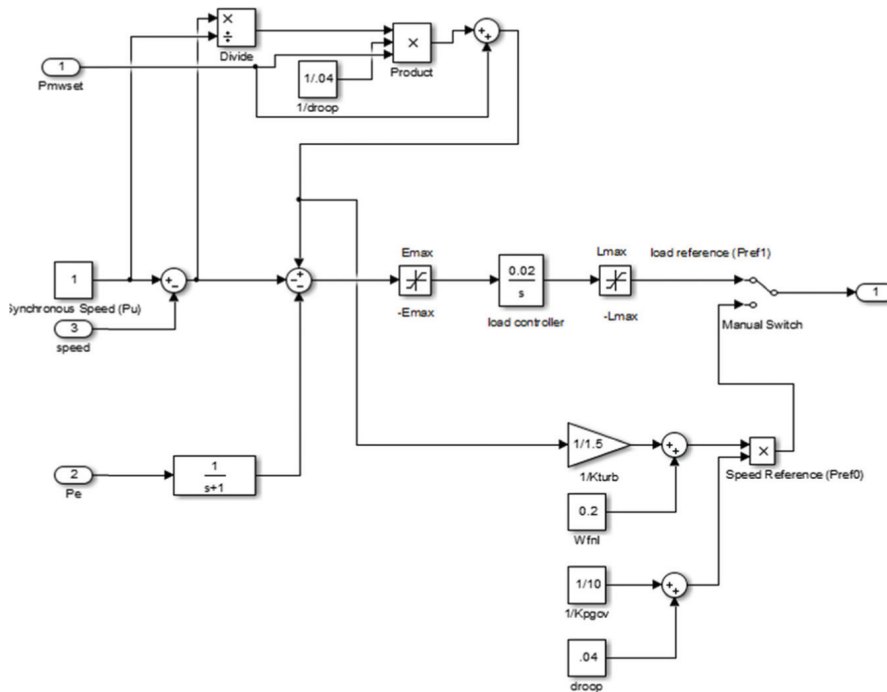 ×
÷
Divide
×
Product
+
+
1
Pmwset
1/.04
1/droop
1
Synchronous Speed (Pu)
+
−
3
speed
+
−
−
Emax
-Emax
0.02
s
load controller
Lmax
-Lmax
load reference (Pref1)
Manual Switch
1
2
Pe
1
s+1
1/1.5
1/Kturb
+
+
×
Speed Reference (Pref0)
0.2
Wfnl
1/10
1/Kpgov
+
+
.04
droop